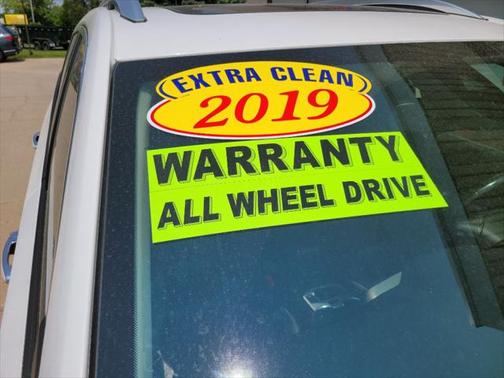 EXTRA CLEAN
2019
WARRANTY
ALL WHEEL DRIVE